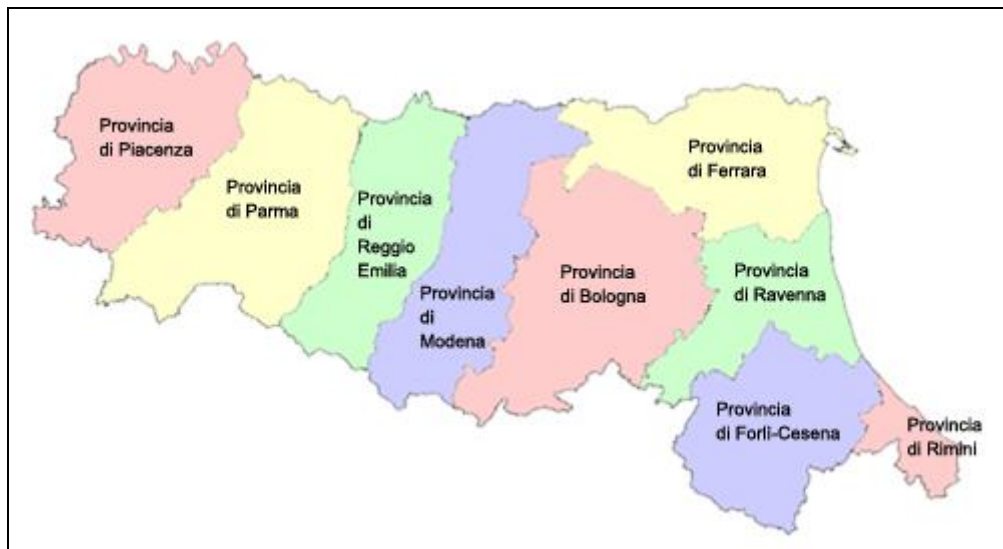 Provincia
di Piacenza
Provincia
di Parma
Provincia
di
Reggio
Emilia
Provincia
di
Modena
Provincia
di Bologna
Provincia
di Ferrara
Provincia
di Ravenna
Provincia
di Forli-Cesena
Provincia
di Rimini